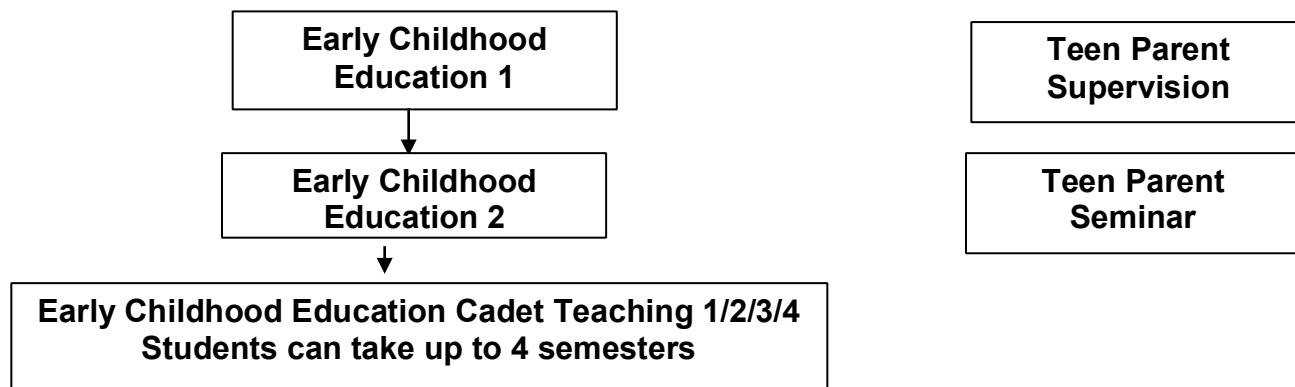 Early Childhood
Education 1
Teen Parent
Supervision
Early Childhood
Education 2
Teen Parent
Seminar
Early Childhood Education Cadet Teaching 1/2/3/4
Students can take up to 4 semesters